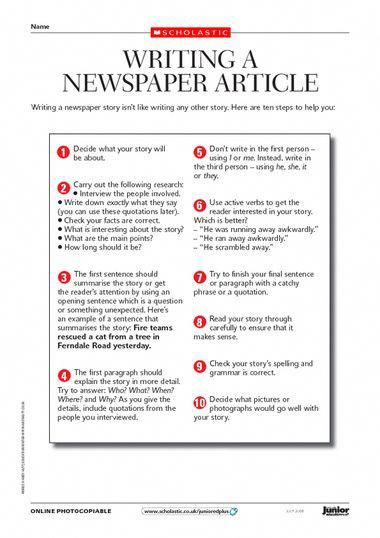 Name
SCHOLASTIC
WRITING A
NEWSPAPER ARTICLE
Writing a newspaper story isn't like writing any other story. Here are ten steps to help you:
1 Decide what your story will
be about.
2 Carry out the following research:
● Interview the people involved.
● Write down exactly what they say
(you can use these quotations later).
● Check your facts are correct.
● What is interesting about the story?
● What are the main points?
● How long should it be?
3 The first sentence should
summarise the story or get
the reader's attention by using an
opening sentence which is a question
or something unexpected. Here's
an example of a sentence that
summarises the story: Fire teams
rescued a cat from a tree in
Ferndale Road yesterday.
4 The first paragraph should
explain the story in more detail.
Try to answer: Who? What? When?
Where? and Why? As you give the
details, include quotations from the
people you interviewed.
5 Don't write in the first person –
using I or me. Instead, write in
the third person – using he, she, it
or they.
6 Use active verbs to get the
reader interested in your story.
Which is better?
– "He was running away awkwardly."
– "He ran away awkwardly."
– "He scrambled away."
7 Try to finish your final sentence
or paragraph with a catchy
phrase or a quotation.
8 Read your story through
carefully to ensure that it
makes sense.
9 Check your story's spelling and
grammar is correct.
10 Decide what pictures or
photographs would go well with
your story.
ONLINE PHOTOCOPIABLE
www.scholastic.co.uk/junioredplus
JULY 2008
Junior